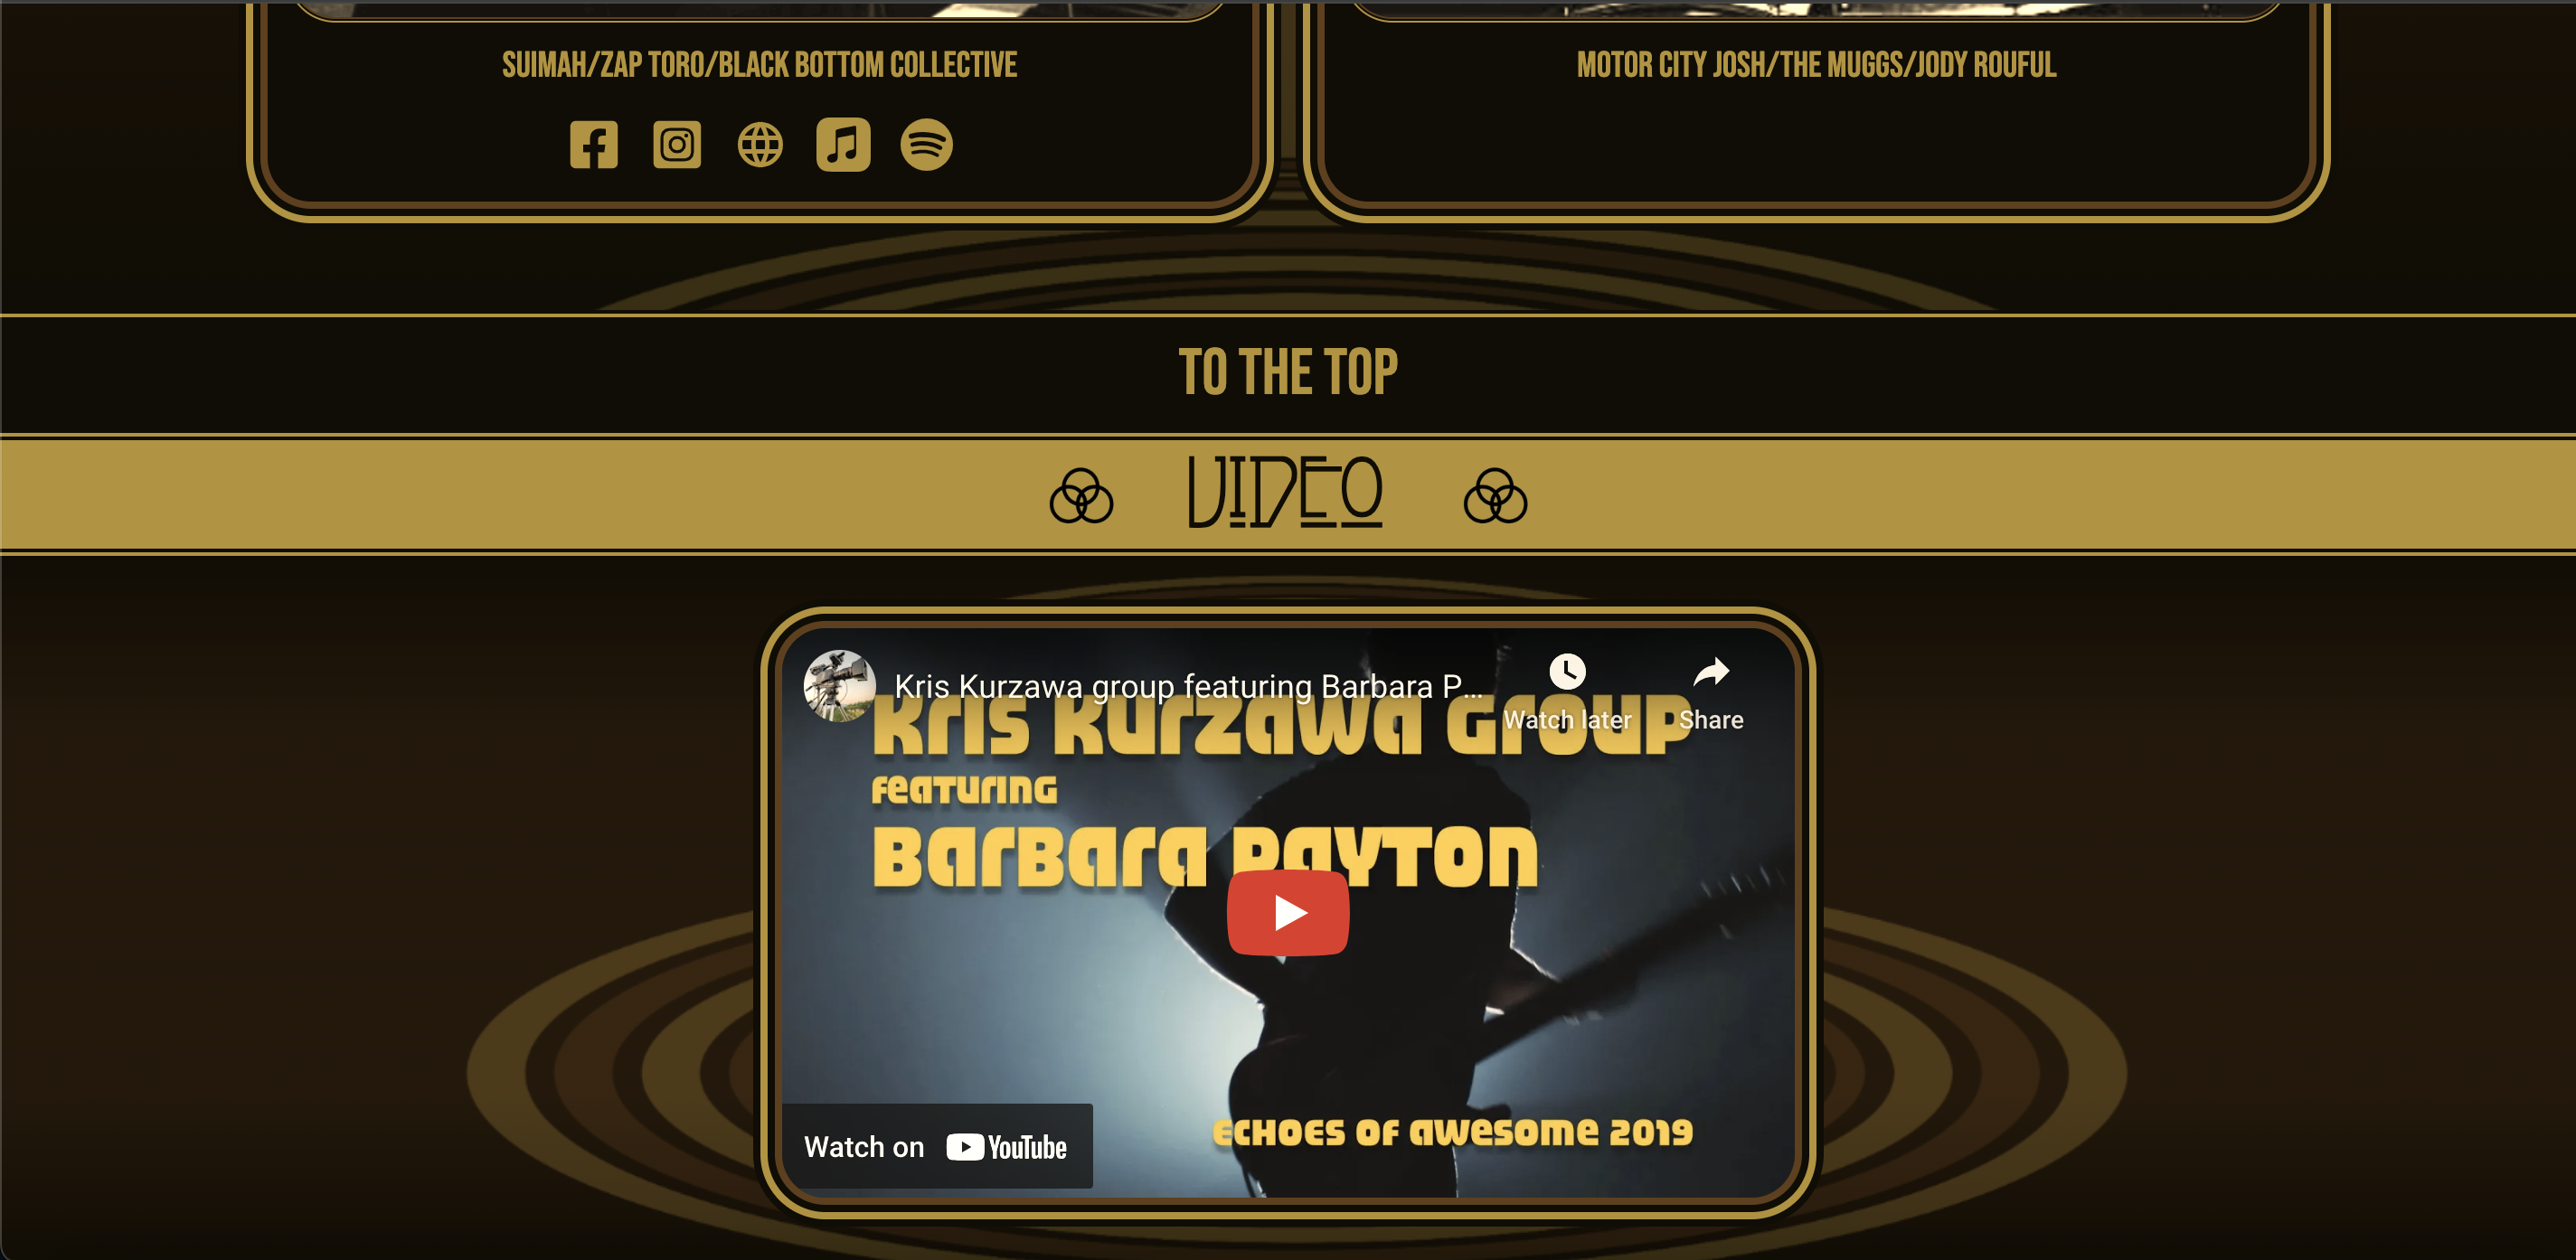 SUIMAH/ZAP TORO/BLACK BOTTOM COLLECTIVE
MOTOR CITY JOSH/THE MUGGS/JODY ROUFUL
TO THE TOP
VIDEO
Kris Kurzawa group featuring Barbara P...
Watch later
Share
Kris Kurzawa Group
featuring
Barbara Payton
Watch on YouTube
Echoes of Awesome 2019